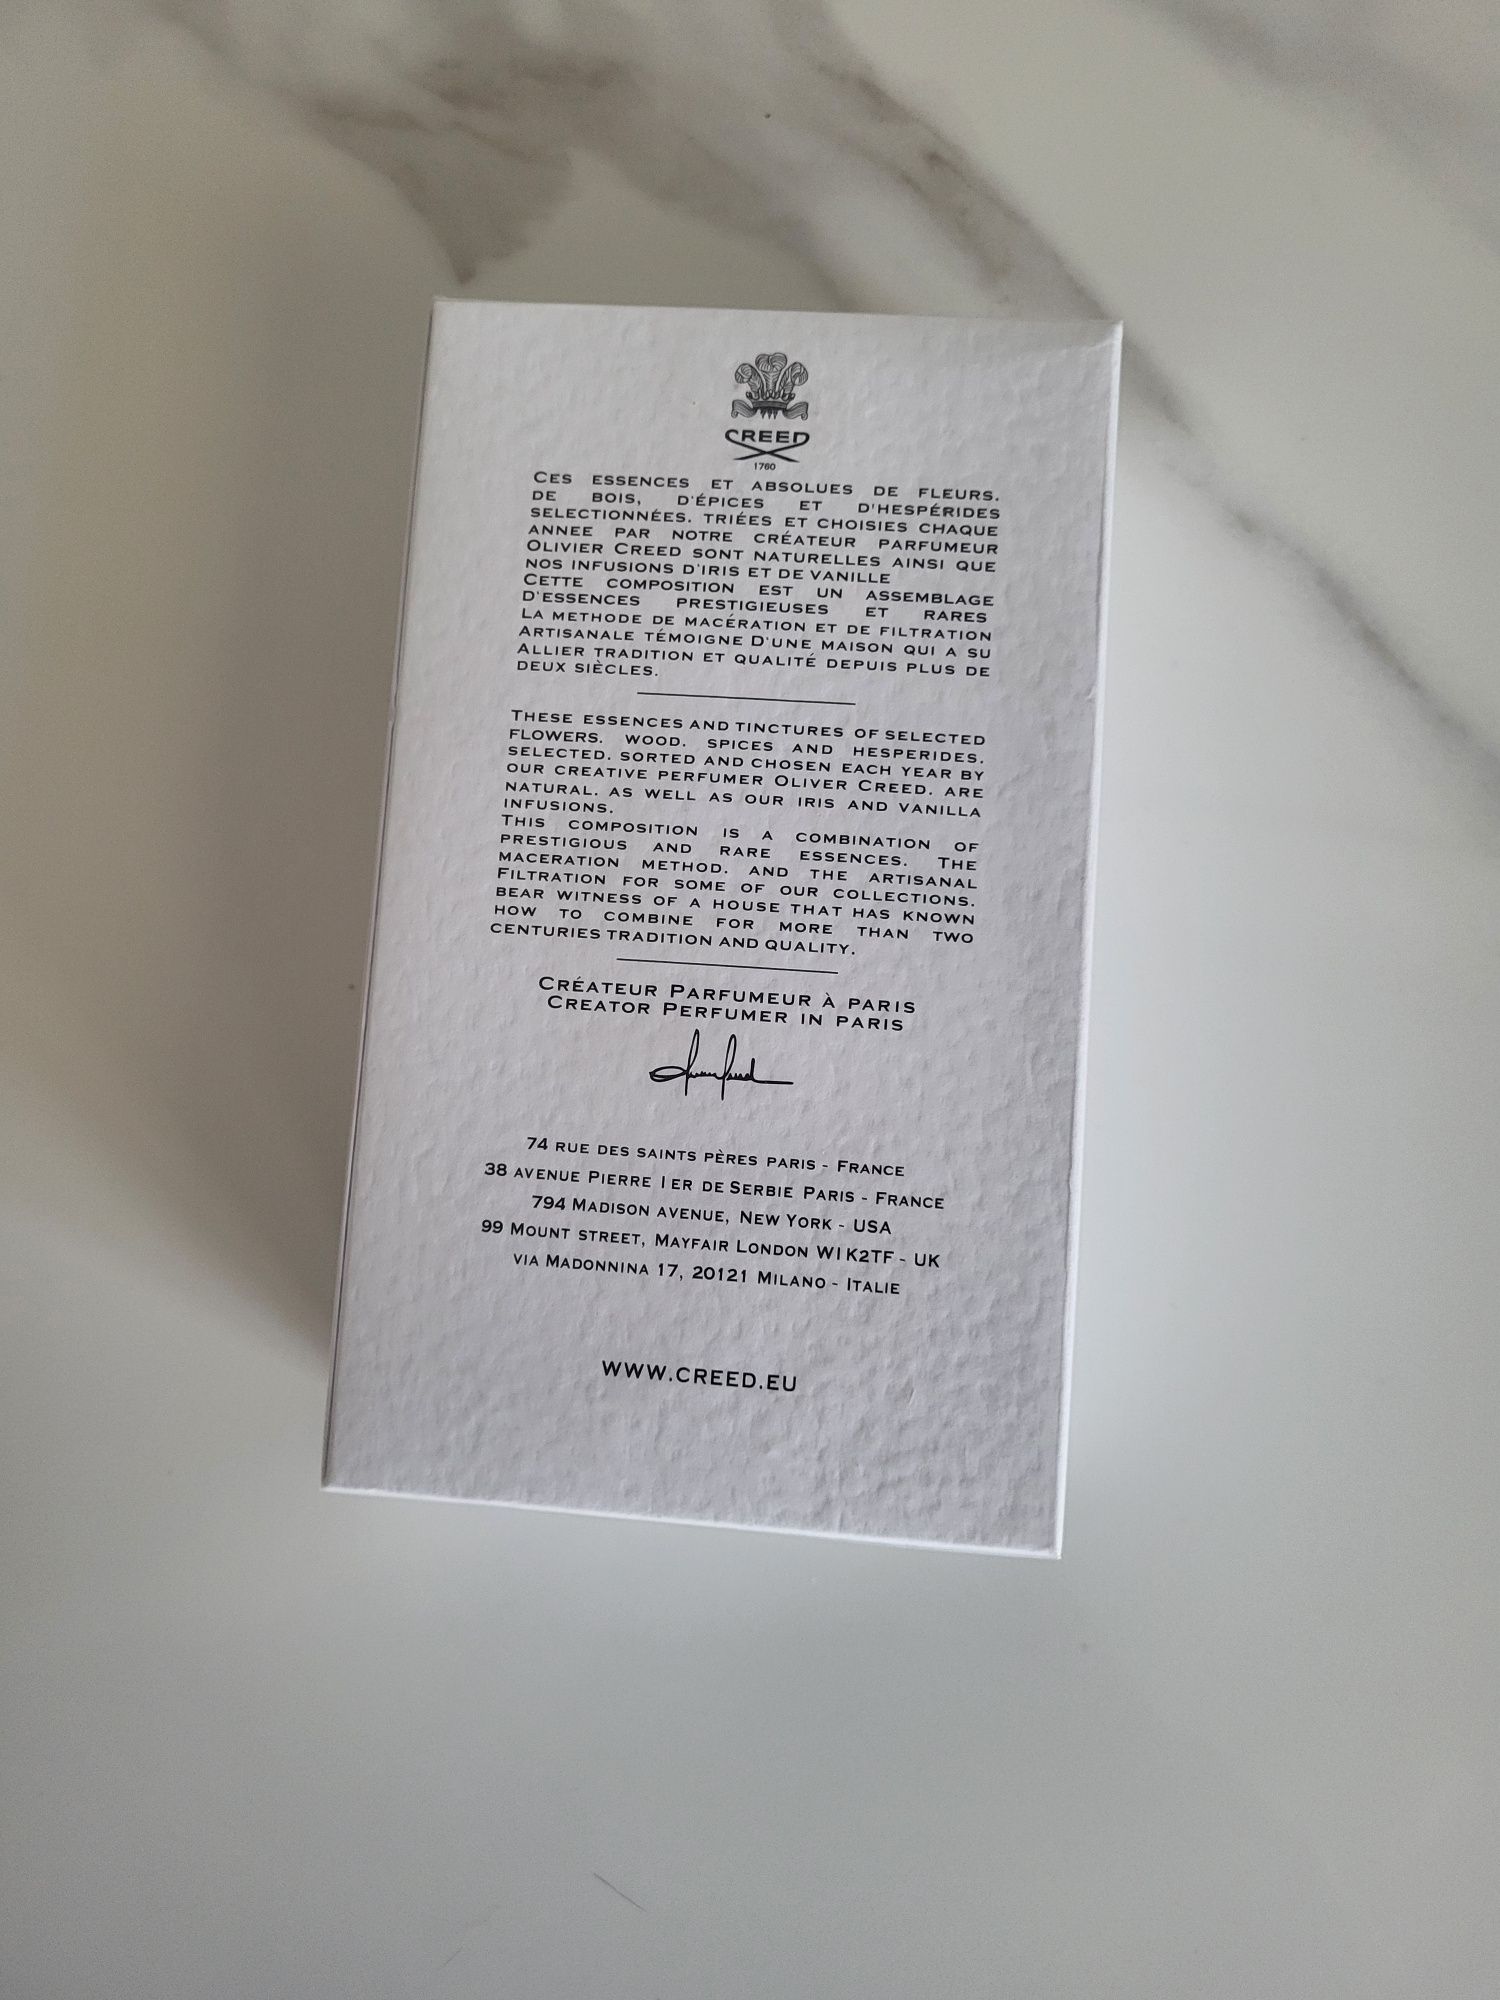 CREED
1760
CES ESSENCES ET ABSOLUES DE FLEURS.
DE BOIS, D'ÉPICES ET D'HESPÉRIDES
SELECTIONNÉES. TRIÉES ET CHOISIES CHAQUE
ANNEE PAR NOTRE CRÉATEUR PARFUMEUR
OLIVIER CREED SONT NATURELLES AINSI QUE
NOS INFUSIONS D'IRIS ET DE VANILLE
CETTE COMPOSITION EST UN ASSEMBLAGE
D'ESSENCES PRESTIGIEUSES ET RARES
LA METHODE DE MACÉRATION ET DE FILTRATION
ARTISANALE TÉMOIGNE D'UNE MAISON QUI A SU
ALLIER TRADITION ET QUALITÉ DEPUIS PLUS DE
DEUX SIÈCLES.
THESE ESSENCES AND TINCTURES OF SELECTED
FLOWERS. WOOD. SPICES AND HESPERIDES.
SELECTED. SORTED AND CHOSEN EACH YEAR BY
OUR CREATIVE PERFUMER OLIVER CREED. ARE
NATURAL. AS WELL AS OUR IRIS AND VANILLA
INFUSIONS.
THIS COMPOSITION IS A COMBINATION OF
PRESTIGIOUS AND RARE ESSENCES. THE
MACERATION METHOD. AND THE ARTISANAL
FILTRATION FOR SOME OF OUR COLLECTIONS.
BEAR WITNESS OF A HOUSE THAT HAS KNOWN
HOW TO COMBINE FOR MORE THAN TWO
CENTURIES TRADITION AND QUALITY.
CRÉATEUR PARFUMEUR À PARIS
CREATOR PERFUMER IN PARIS
74 RUE DES SAINTS PÈRES PARIS - FRANCE
38 AVENUE PIERRE 1ER DE SERBIE PARIS - FRANCE
794 MADISON AVENUE, NEW YORK - USA
99 MOUNT STREET, MAYFAIR LONDON W1K2TF - UK
VIA MADONNINA 17, 20121 MILANO - ITALIE
WWW.CREED.EU